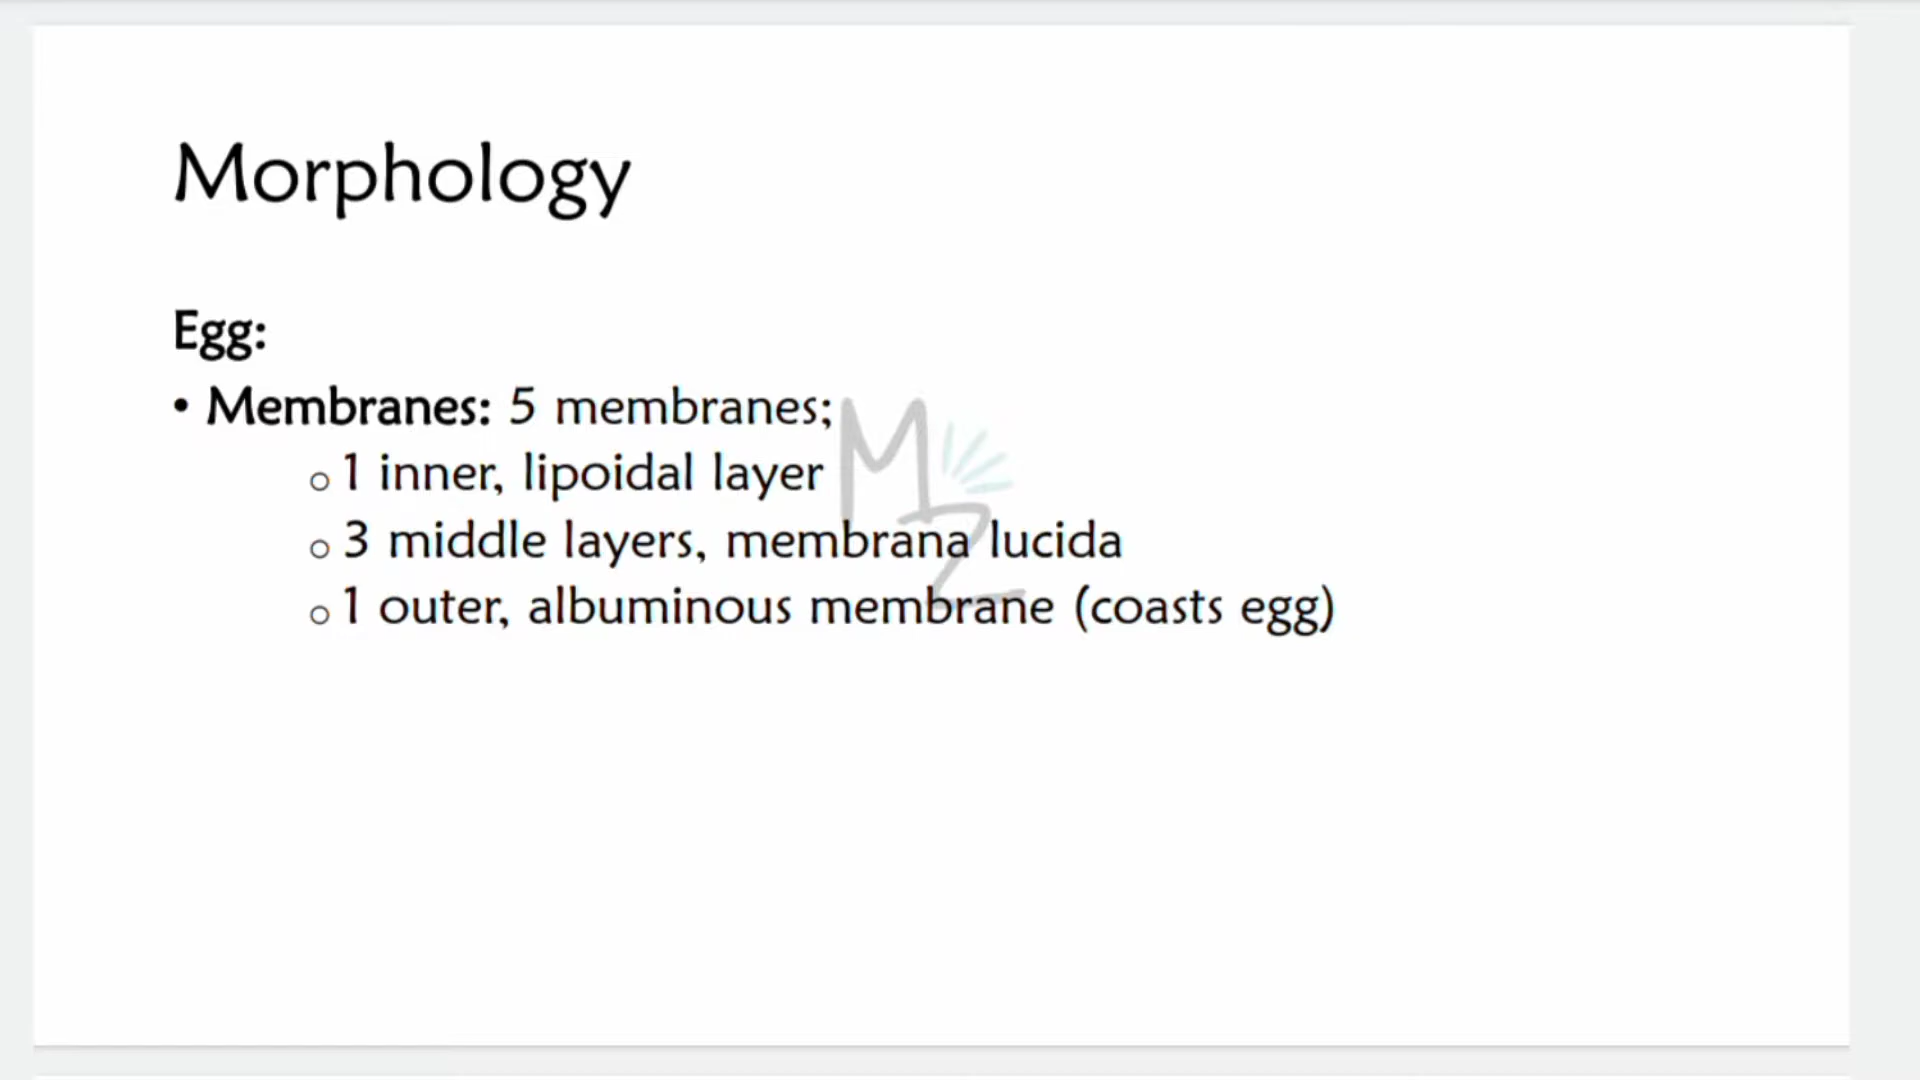 Morphology
Egg:
• Membranes: 5 membranes;
o 1 inner, lipoidal layer
o 3 middle layers, membrana lucida
o 1 outer, albuminous membrane (coasts egg)
MZ